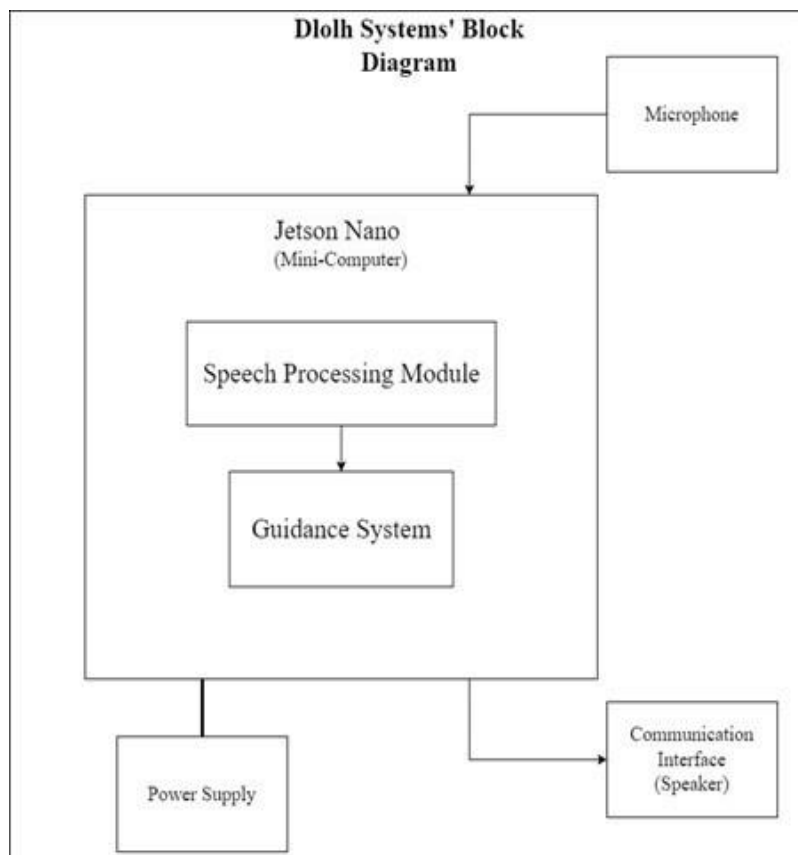 Dlolh Systems' Block
Diagram
Microphone
Jetson Nano
(Mini-Computer)
Speech Processing Module
Guidance System
Power Supply
Communication
Interface
(Speaker)